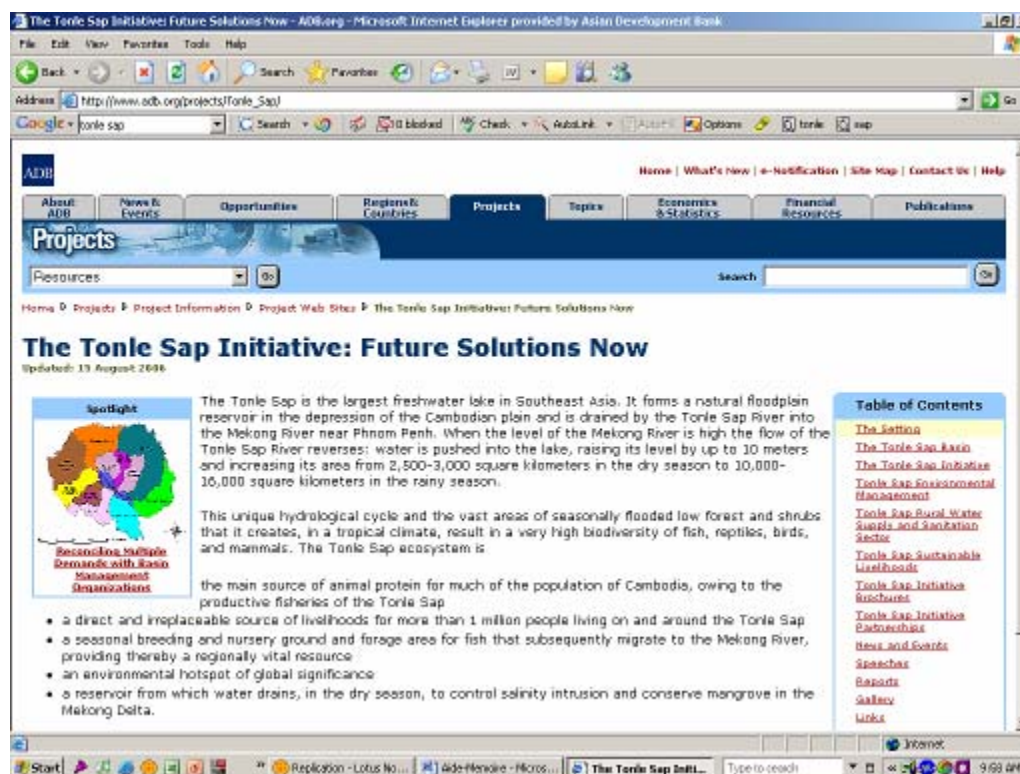 The Tonle Sap Initiative: Future Solutions Now - ADB.org - Microsoft Internet Explorer provided by Asian Development Bank
File Edit View Favorites Tools Help
Back Search Favorites
Address http://www.adb.org/projects/Tonle_Sap/ Go
Google tonle sap Search 10 blocked Check AutoLink AutoFill Options tonle sap
ADB
Home | What's New | e-Notification | Site Map | Contact Us | Help
About ADB News & Events Opportunities Regions & Countries Projects Topics Economics & Statistics Financial Resources Publications
Projects
Resources Go Search Go
Home Projects Project Information Project Web Sites The Tonle Sap Initiative: Future Solutions Now
The Tonle Sap Initiative: Future Solutions Now
Updated: 15 August 2006
Spotlight
Reconciling Multiple
Demands with Basin
Management
Organizations
The Tonle Sap is the largest freshwater lake in Southeast Asia. It forms a natural floodplain
reservoir in the depression of the Cambodian plain and is drained by the Tonle Sap River into
the Mekong River near Phnom Penh. When the level of the Mekong River is high the flow of the
Tonle Sap River reverses: water is pushed into the lake, raising its level by up to 10 meters
and increasing its area from 2,500-3,000 square kilometers in the dry season to 10,000-
16,000 square kilometers in the rainy season.
This unique hydrological cycle and the vast areas of seasonally flooded low forest and shrubs
that it creates, in a tropical climate, result in a very high biodiversity of fish, reptiles, birds,
and mammals. The Tonle Sap ecosystem is
the main source of animal protein for much of the population of Cambodia, owing to the
productive fisheries of the Tonle Sap
• a direct and irreplaceable source of livelihoods for more than 1 million people living on and around the Tonle Sap
• a seasonal breeding and nursery ground and forage area for fish that subsequently migrate to the Mekong River,
providing thereby a regionally vital resource
• an environmental hotspot of global significance
• a reservoir from which water drains, in the dry season, to control salinity intrusion and conserve mangrove in the
Mekong Delta.
Table of Contents
The Setting
The Tonle Sap Basin
The Tonle Sap Initiative
Tonle Sap Environmental
Management
Tonle Sap Rural Water
Supply and Sanitation
Sector
Tonle Sap Sustainable
Livelihoods
Tonle Sap Initiative
Brochures
Tonle Sap Initiative
Partnerships
News and Events
Speeches
Reports
Gallery
Links
Internet
Start Replication - Lotus No... Aide-Memoire - Micros... The Tonle Sap Initi... Type to search AM